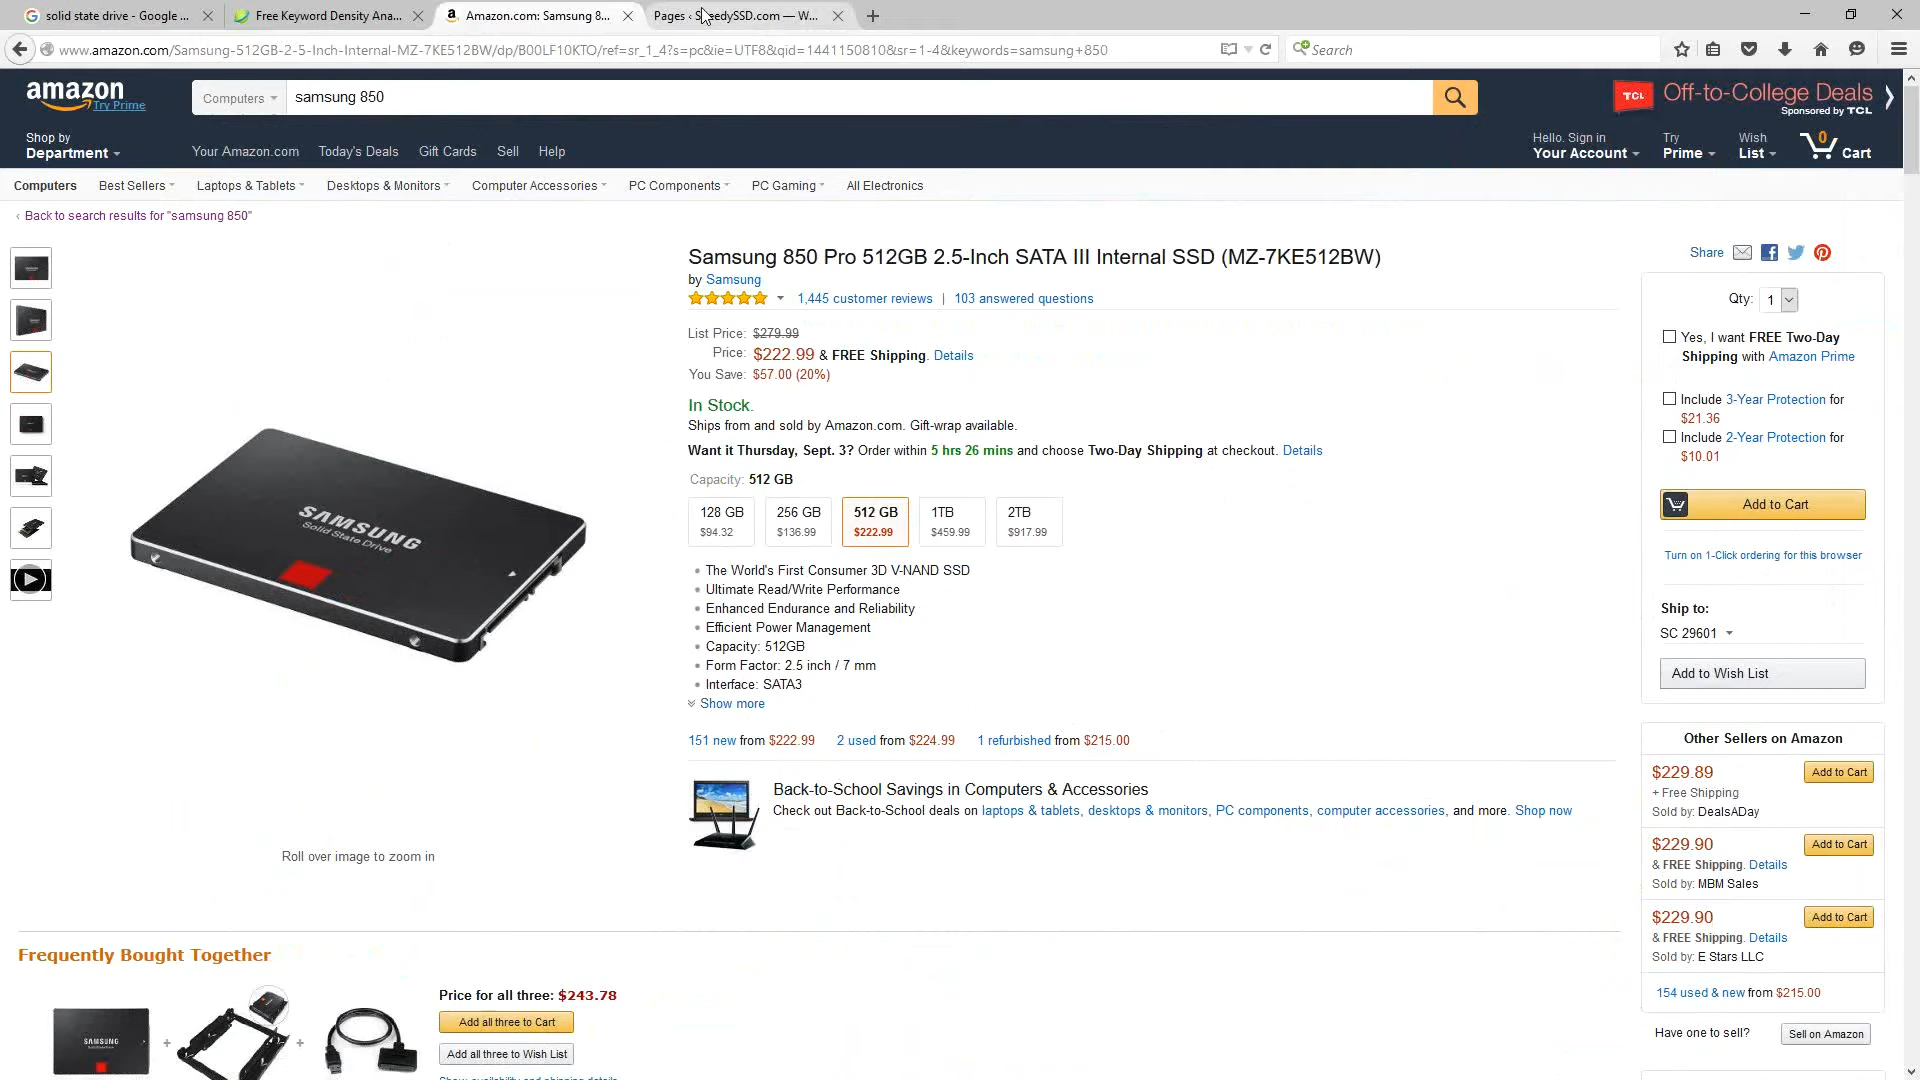 solid state drive - Google ...
Free Keyword Density Ana...
Amazon.com: Samsung 8...
Pages ‹ SpeedySSD.com — W...
www.amazon.com/Samsung-512GB-2-5-Inch-Internal-MZ-7KE512BW/dp/B00LF10KTO/ref=sr_1_4?s=pc&ie=UTF8&qid=1441150810&sr=1-4&keywords=samsung+850
Search
amazon
Try Prime
Computers
samsung 850
TCL
Off-to-College Deals
Sponsored by TCL
Shop by
Department
Your Amazon.com
Today's Deals
Gift Cards
Sell
Help
Hello. Sign in
Your Account
Try
Prime
Wish
List
0
Cart
Computers
Best Sellers
Laptops & Tablets
Desktops & Monitors
Computer Accessories
PC Components
PC Gaming
All Electronics
‹ Back to search results for "samsung 850"
Samsung 850 Pro 512GB 2.5-Inch SATA III Internal SSD (MZ-7KE512BW)
by Samsung
1,445 customer reviews | 103 answered questions
List Price: $279.99
Price: $222.99 & FREE Shipping. Details
You Save: $57.00 (20%)
In Stock.
Ships from and sold by Amazon.com. Gift-wrap available.
Want it Thursday, Sept. 3? Order within 5 hrs 26 mins and choose Two-Day Shipping at checkout. Details
Capacity: 512 GB
128 GB
$94.32
256 GB
$136.99
512 GB
$222.99
1TB
$459.99
2TB
$917.99
The World's First Consumer 3D V-NAND SSD
Ultimate Read/Write Performance
Enhanced Endurance and Reliability
Efficient Power Management
Capacity: 512GB
Form Factor: 2.5 inch / 7 mm
Interface: SATA3
Show more
151 new from $222.99
2 used from $224.99
1 refurbished from $215.00
Back-to-School Savings in Computers & Accessories
Check out Back-to-School deals on laptops & tablets, desktops & monitors, PC components, computer accessories, and more. Shop now
SAMSUNG
Solid State Drive
Roll over image to zoom in
Share
Qty: 1
Yes, I want FREE Two-Day
Shipping with Amazon Prime
Include 3-Year Protection for
$21.36
Include 2-Year Protection for
$10.01
Add to Cart
Turn on 1-Click ordering for this browser
Ship to:
SC 29601
Add to Wish List
Other Sellers on Amazon
$229.89
Add to Cart
+ Free Shipping
Sold by: DealsADay
$229.90
Add to Cart
& FREE Shipping. Details
Sold by: MBM Sales
$229.90
Add to Cart
& FREE Shipping. Details
Sold by: E Stars LLC
154 used & new from $215.00
Have one to sell?
Sell on Amazon
Frequently Bought Together
SAMSUNG
+
+
Price for all three: $243.78
Add all three to Cart
Add all three to Wish List
Show availability and shipping details